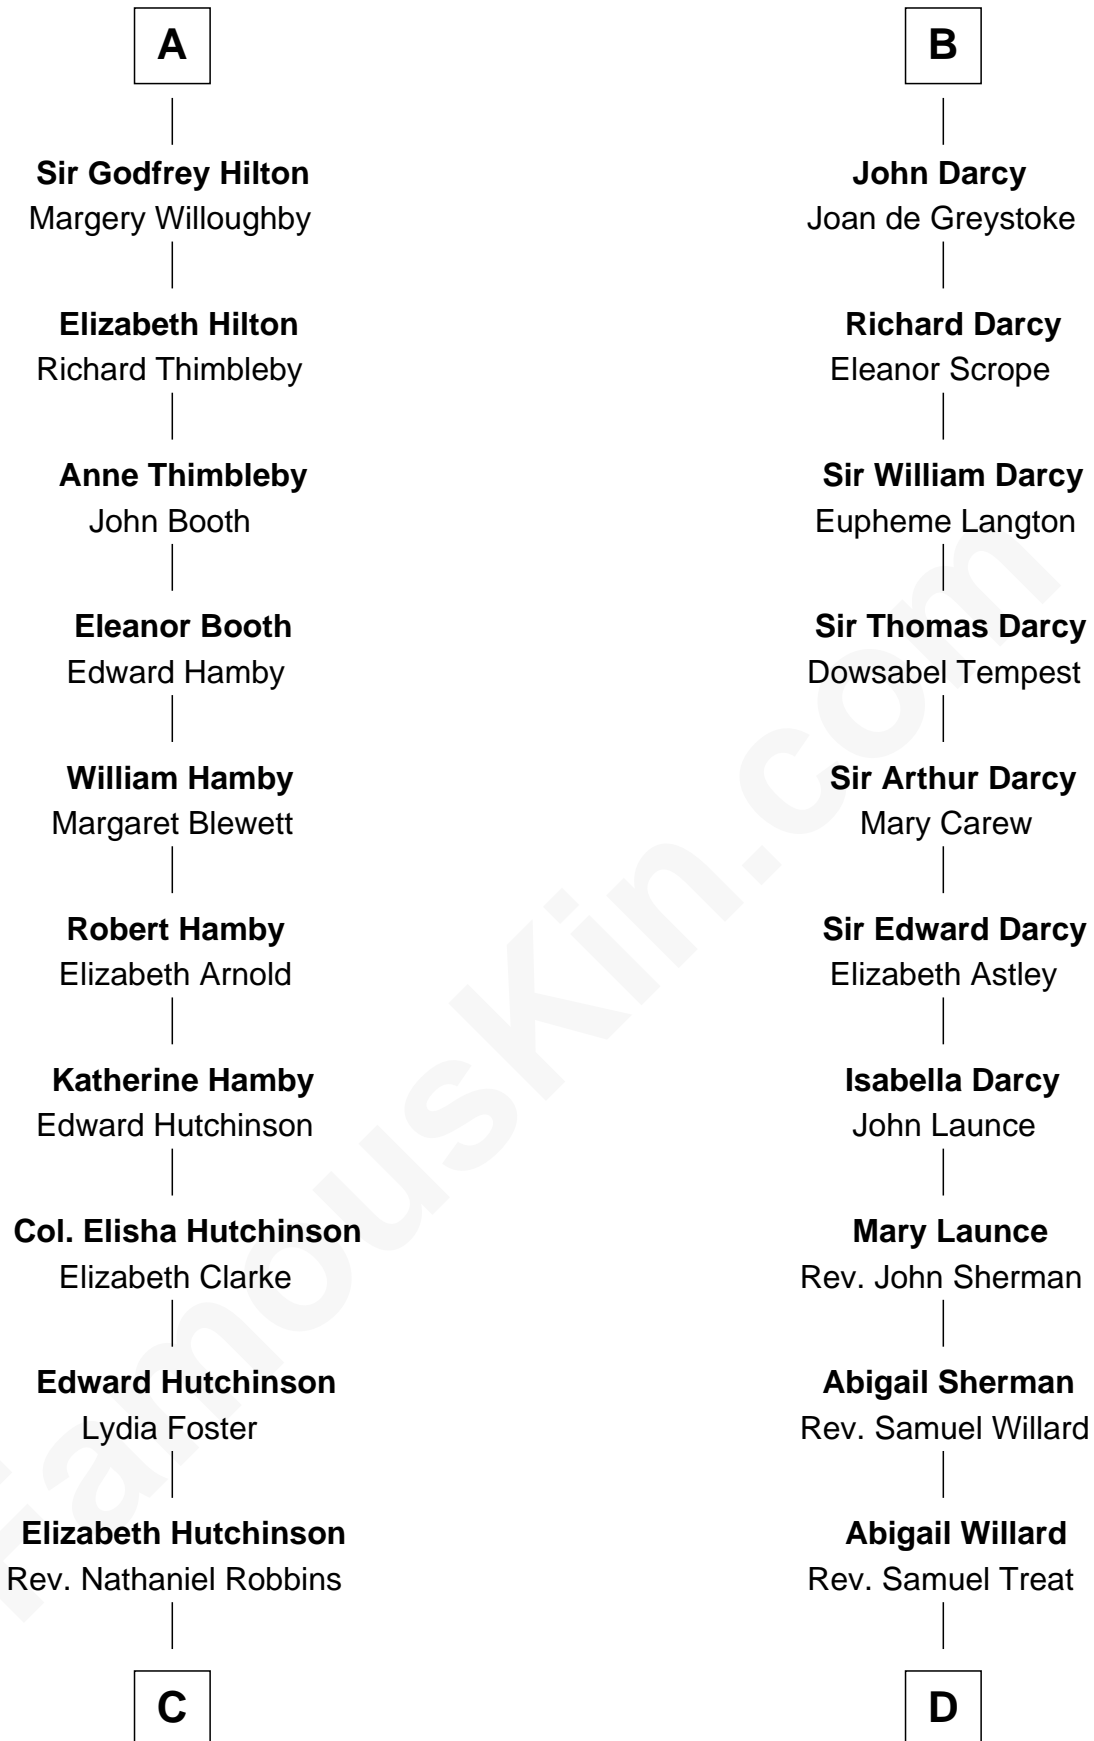 A
Sir Godfrey Hilton
Margery Willoughby
Elizabeth Hilton
Richard Thimbleby
Anne Thimbleby
John Booth
Eleanor Booth
Edward Hamby
William Hamby
Margaret Blewett
Robert Hamby
Elizabeth Arnold
Katherine Hamby
Edward Hutchinson
Col. Elisha Hutchinson
Elizabeth Clarke
Edward Hutchinson
Lydia Foster
Elizabeth Hutchinson
Rev. Nathaniel Robbins
C
B
John Darcy
Joan de Greystoke
Richard Darcy
Eleanor Scrope
Sir William Darcy
Eupheme Langton
Sir Thomas Darcy
Dowsabel Tempest
Sir Arthur Darcy
Mary Carew
Sir Edward Darcy
Elizabeth Astley
Isabella Darcy
John Launce
Mary Launce
Rev. John Sherman
Abigail Sherman
Rev. Samuel Willard
Abigail Willard
Rev. Samuel Treat
D
FamousKin.com